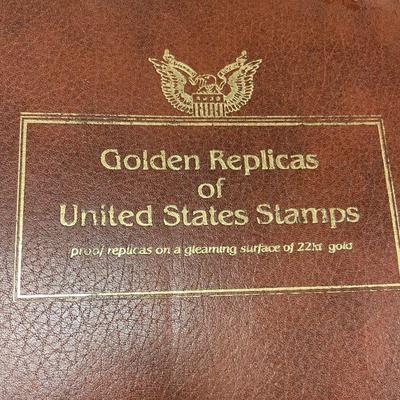 Golden Replicas
of
United States Stamps
proof replicas on a gleaming surface of 22kt gold